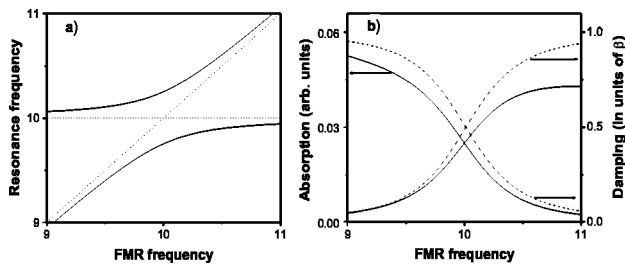 a)
Resonance frequency
11
10
9
9
10
11
FMR frequency
b)
Absorption (arb. units)
0.06
0.03
0.00
9
10
11
FMR frequency
1.0
0.5
0.0
Damping (in units of β)